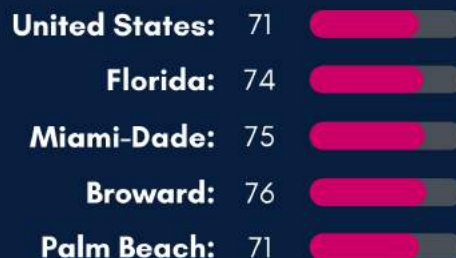 United States: 71
Florida: 74
Miami-Dade: 75
Broward: 76
Palm Beach: 71